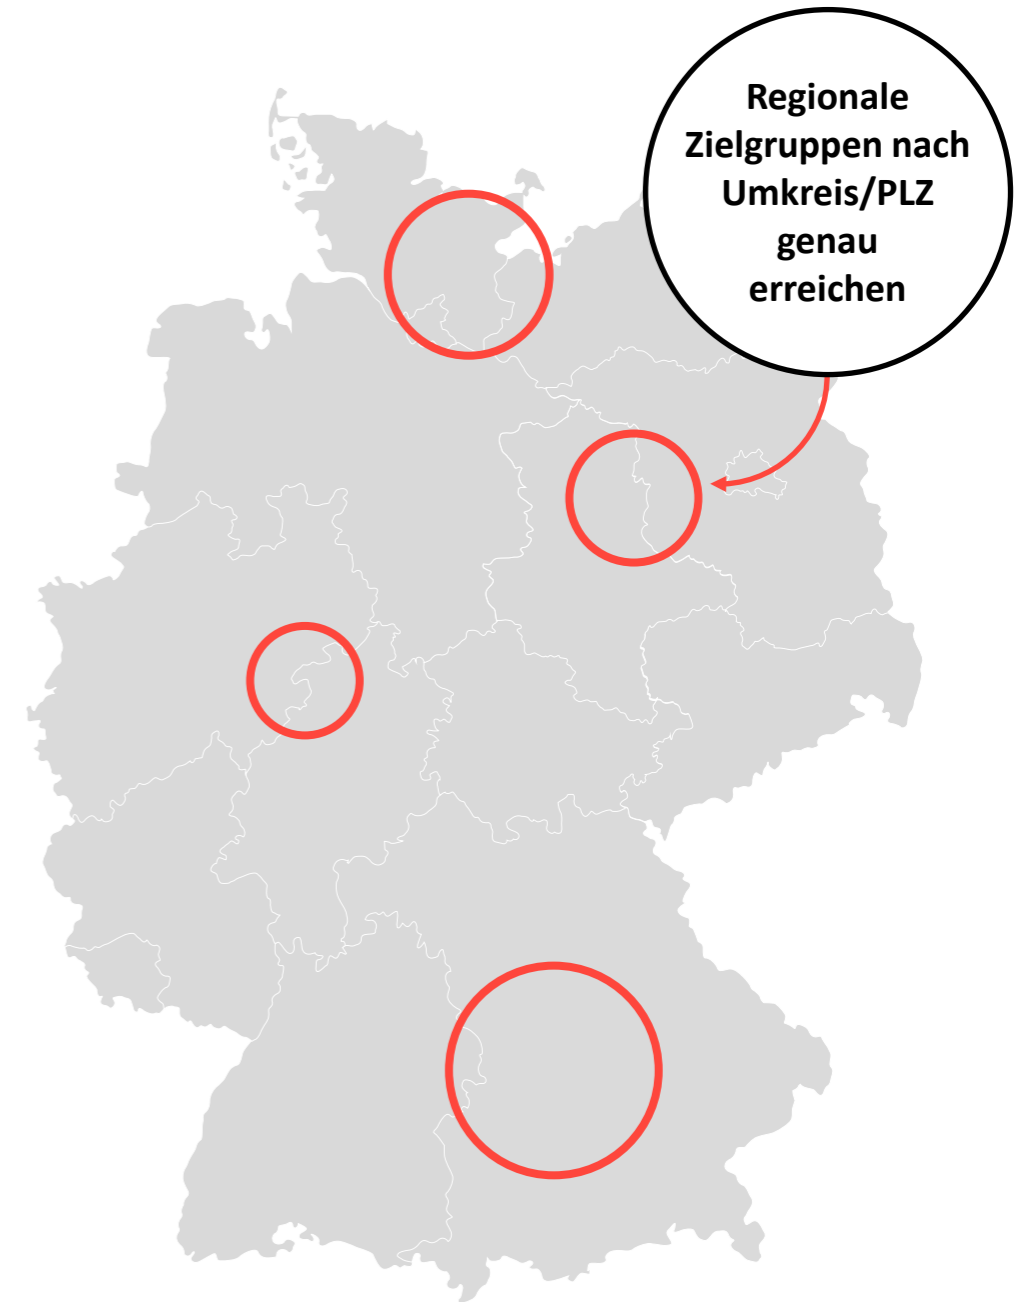 Regionale
Zielgruppen nach
Umkreis/PLZ
genau
erreichen